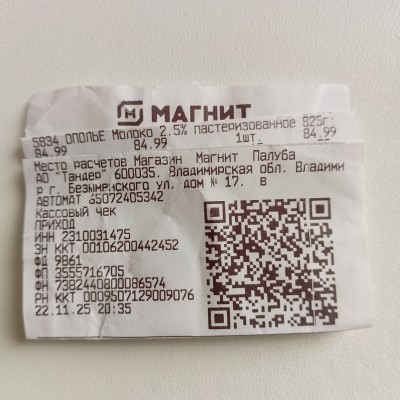 МАГНИТ
5834 ОПОЛЬЕ Молоко 2.5% пастеризованное 825г:
84.99 84.99 1шт. 84.99
Место расчетов Магазин Магнит Палуба
АО "Тандер" 600035. Владимирская обл. Владими
р г. Безыменского ул. дом № 17. в
АВТОМАТ 65072405342
Кассовый чек
ПРИХОД
ИНН 2310031475
ЗН ККТ 00106200442452
ФД 9861
ФП 3555716705
ФН 7382440800086574
РН ККТ 0009507129009076
22.11.25 20:35